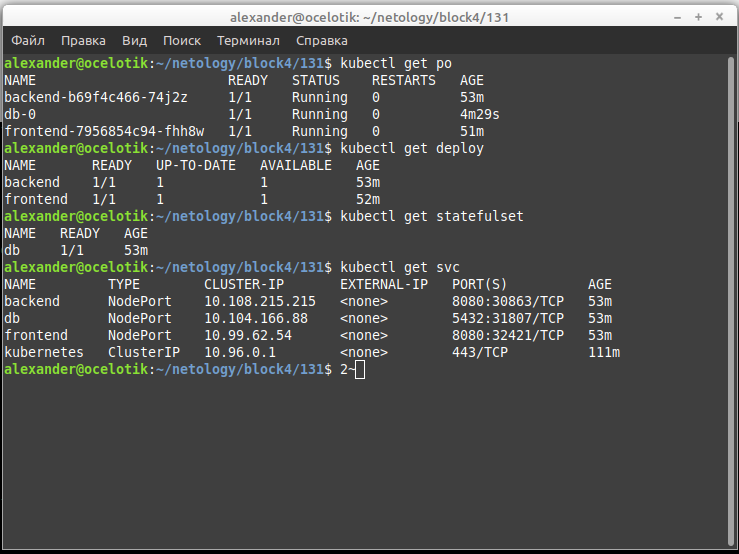 alexander@ocelotik: ~/netology/block4/131
Файл Правка Вид Поиск Терминал Справка
alexander@ocelotik:~/netology/block4/131$ kubectl get po
NAME READY STATUS RESTARTS AGE
backend-b69f4c466-74j2z 1/1 Running 0 53m
db-0 1/1 Running 0 4m29s
frontend-7956854c94-fhh8w 1/1 Running 0 51m
alexander@ocelotik:~/netology/block4/131$ kubectl get deploy
NAME READY UP-TO-DATE AVAILABLE AGE
backend 1/1 1 1 53m
frontend 1/1 1 1 52m
alexander@ocelotik:~/netology/block4/131$ kubectl get statefulset
NAME READY AGE
db 1/1 53m
alexander@ocelotik:~/netology/block4/131$ kubectl get svc
NAME TYPE CLUSTER-IP EXTERNAL-IP PORT(S) AGE
backend NodePort 10.108.215.215 <none> 8080:30863/TCP 53m
db NodePort 10.104.166.88 <none> 5432:31807/TCP 53m
frontend NodePort 10.99.62.54 <none> 8080:32421/TCP 53m
kubernetes ClusterIP 10.96.0.1 <none> 443/TCP 111m
alexander@ocelotik:~/netology/block4/131$ 2~